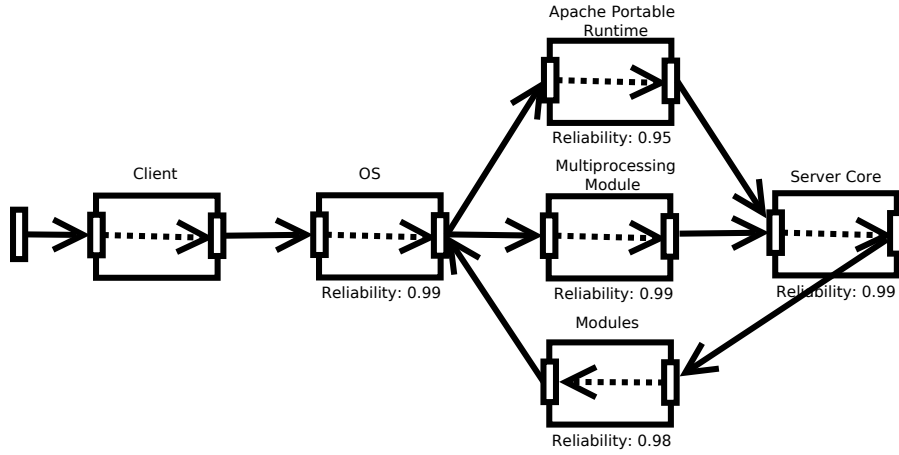 Apache Portable
Runtime
Reliability: 0.95
Client
OS
Reliability: 0.99
Multiprocessing
Module
Reliability: 0.99
Server Core
Reliability: 0.99
Modules
Reliability: 0.98